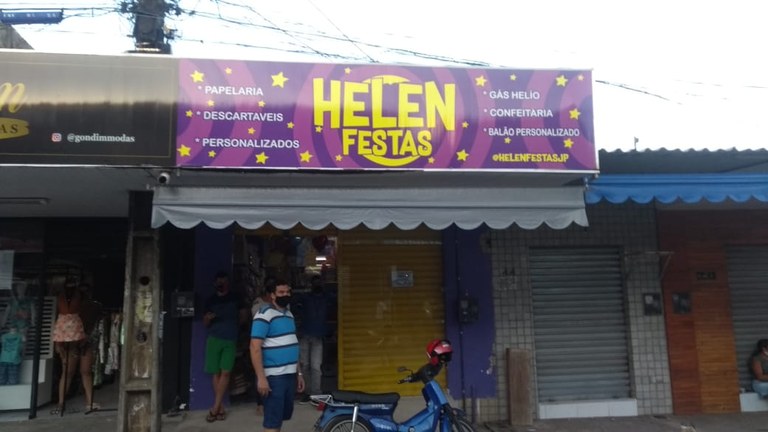 @gondimmodas
* PAPELARIA
* DESCARTAVEIS
* PERSONALIZADOS
HELEN
FESTAS
* GÁS HELIO
* CONFEITARIA
* BALÃO PERSONALIZADO
@HELENFESTASJP